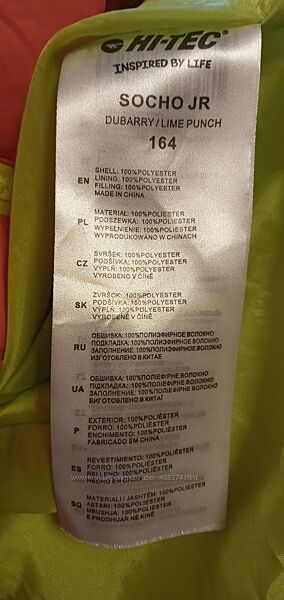 HI-TEC®
INSPIRED BY LIFE
SOCHO JR
DUBARRY / LIME PUNCH
164
EN
SHELL: 100%POLYESTER
LINING: 100%POLYESTER
FILLING: 100%POLYESTER
MADE IN CHINA
PL
MATERIAŁ: 100%POLIESTER
PODSZEWKA: 100%POLIESTER
WYPEŁNIENIE: 100%POLIESTER
WYPRODUKOWANO W CHINACH
CZ
SVRŠEK: 100%POLYESTER
PODŠÍVKA: 100%POLYESTER
VÝPLŇ: 100%POLYESTER
VYROBENO V ČÍNĚ
SK
ZVRŠOK: 100%POLYESTER
PODŠÍVKA: 100%POLYESTER
VÝPLŇ: 100%POLYESTER
VYROBENÉ V ČÍNE
RU
ОБШИВКА: 100%ПОЛИЭФИРНОЕ ВОЛОКНО
ПОДКЛАДКА: 100%ПОЛИЭФИРНОЕ ВОЛОКНО
ЗАПОЛНЕНИЕ: 100%ПОЛИЭФИРНОЕ ВОЛОКНО
ИЗГОТОВЛЕНО В КИТАЕ
UA
ОБШИВКА: 100%ПОЛІЕФІРНЕ ВОЛОКНО
ПІДКЛАДКА: 100%ПОЛІЕФІРНЕ ВОЛОКНО
ЗАПОЛНЕННЯ: 100%ПОЛІЕФІРНЕ ВОЛОКНО
ВИГОТОВЛЕНО В КИТАЇ
P
EXTERIOR: 100%POLIÉSTER
FORRO: 100%POLIÉSTER
ENCHIMENTO: 100%POLIÉSTER
FABRICADO EM CHINA
ES
REVESTIMIENTO: 100%POLIÉSTER
FORRO: 100%POLIÉSTER
RELLENO: 100%POLIÉSTER
HECHO EN CHINA
SQ
MATERIALI I JASHTËM: 100%POLIESTER
ASTARI: 100%POLIESTER
MBUSHJA: 100%POLIESTER
E PRODHUAR NË KINË